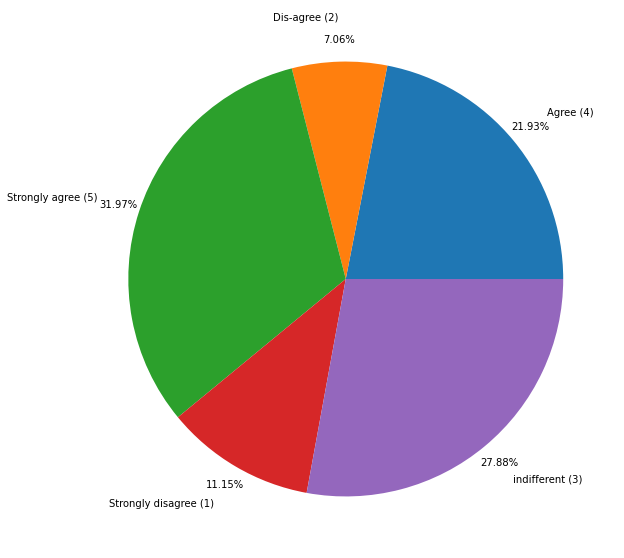 Dis-agree (2)
7.06%
Agree (4)
21.93%
Strongly agree (5)
31.97%
27.88%
indifferent (3)
11.15%
Strongly disagree (1)